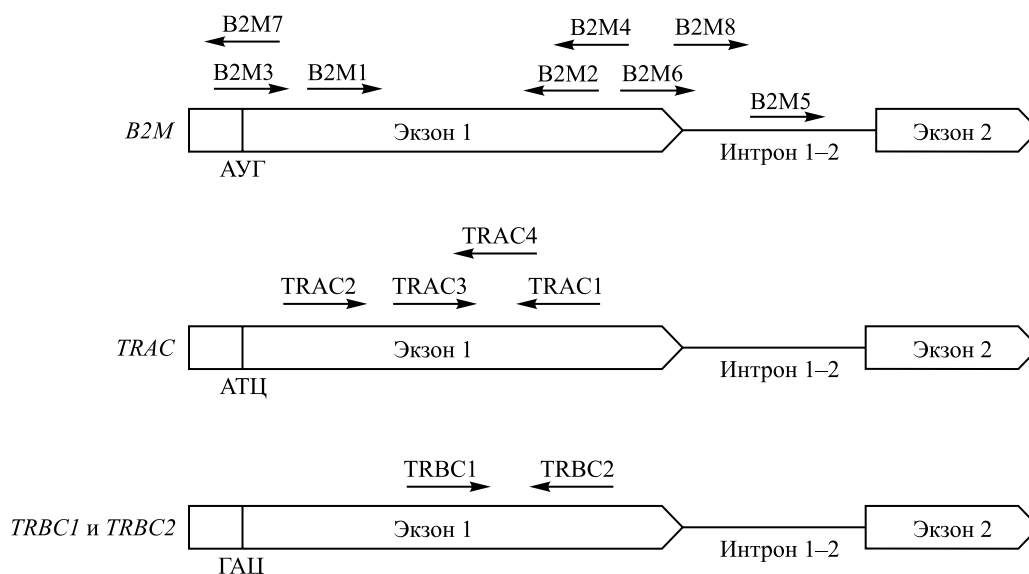 B2M7
B2M4
B2M8
B2M3
B2M1
B2M2
B2M6
B2M5
B2M
Экзон 1
Экзон 2
Интрон 1–2
АУГ
TRAC4
TRAC2
TRAC3
TRAC1
TRAC
Экзон 1
Экзон 2
Интрон 1–2
АТЦ
TRBC1
TRBC2
TRBC1 и TRBC2
Экзон 1
Экзон 2
Интрон 1–2
ГАЦ